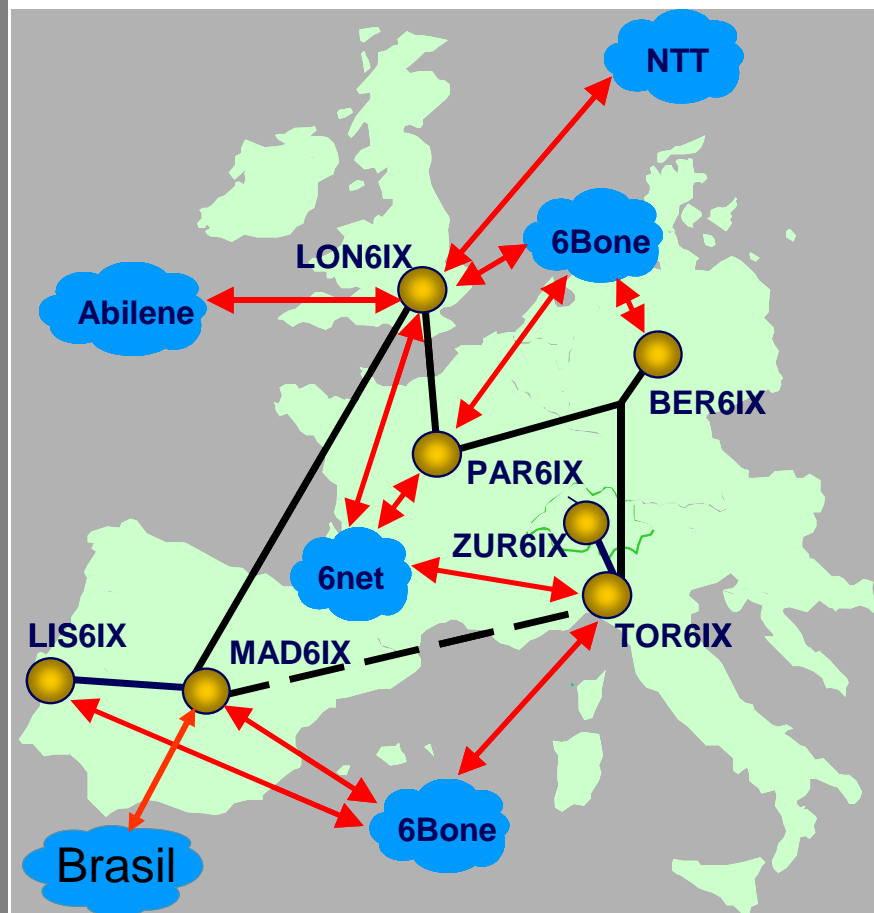 NTT
6Bone
LON6IX
Abilene
BER6IX
PAR6IX
ZUR6IX
6net
TOR6IX
LIS6IX
MAD6IX
6Bone
Brasil